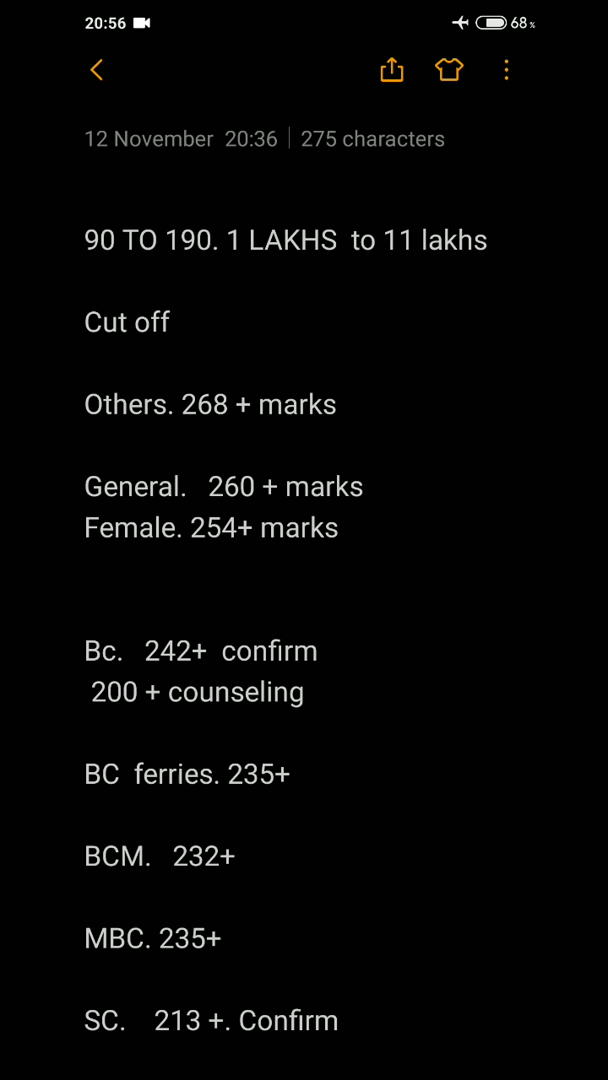 20:56 68%
12 November 20:36 | 275 characters
90 TO 190. 1 LAKHS to 11 lakhs
Cut off
Others. 268 + marks
General. 260 + marks
Female. 254+ marks
Bc. 242+ confirm
200 + counseling
BC ferries. 235+
BCM. 232+
MBC. 235+
SC. 213 +. Confirm